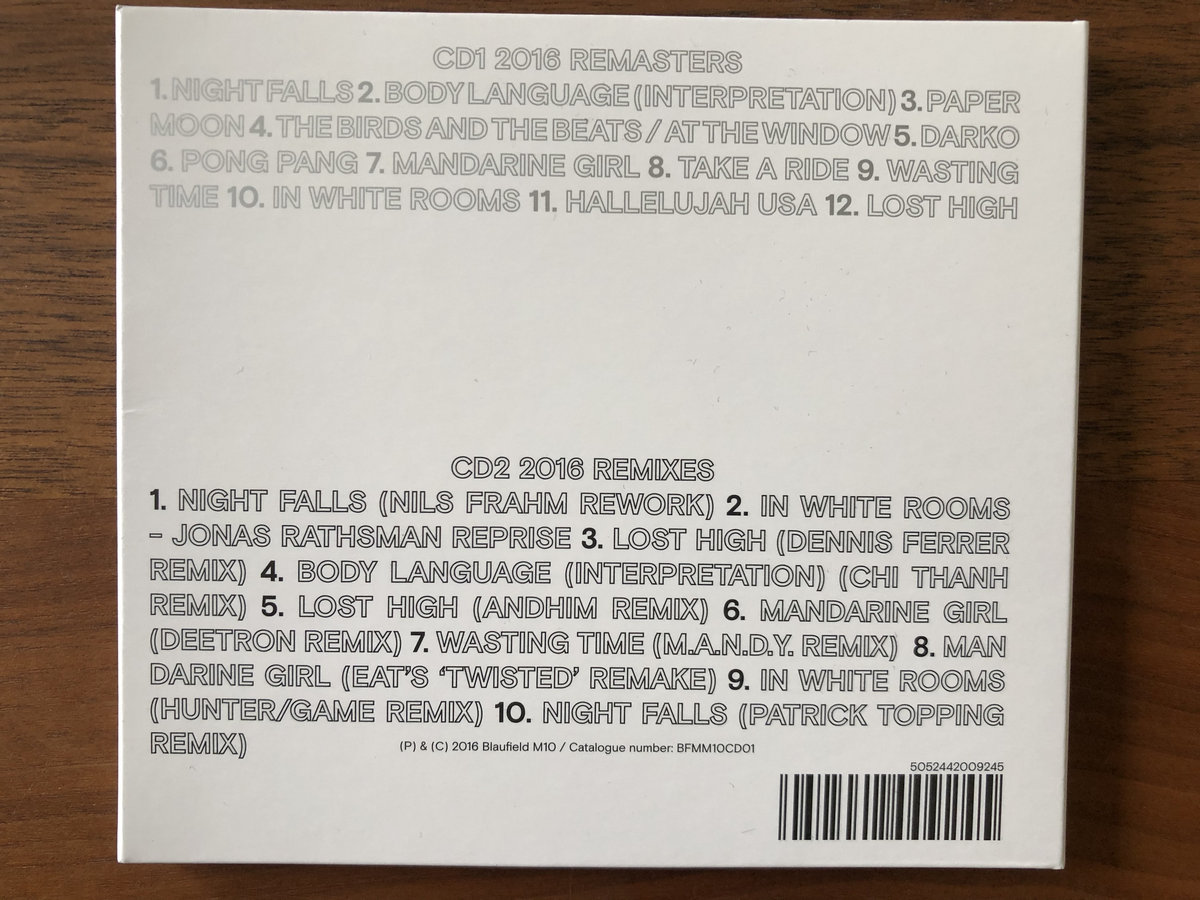 CD1 2016 REMASTERS
1. NIGHT FALLS 2. BODY LANGUAGE (INTERPRETATION) 3. PAPER
MOON 4. THE BIRDS AND THE BEATS / AT THE WINDOW 5. DARKO
6. PONG PANG 7. MANDARINE GIRL 8. TAKE A RIDE 9. WASTING
TIME 10. IN WHITE ROOMS 11. HALLELUJAH USA 12. LOST HIGH
CD2 2016 REMIXES
1. NIGHT FALLS (NILS FRAHM REWORK) 2. IN WHITE ROOMS
– JONAS RATHSMAN REPRISE 3. LOST HIGH (DENNIS FERRER
REMIX) 4. BODY LANGUAGE (INTERPRETATION) (CHI THANH
REMIX) 5. LOST HIGH (ANDHIM REMIX) 6. MANDARINE GIRL
(DEETRON REMIX) 7. WASTING TIME (M.A.N.D.Y. REMIX) 8. MAN
DARINE GIRL (EAT'S ‘TWISTED’ REMAKE) 9. IN WHITE ROOMS
(HUNTER/GAME REMIX) 10. NIGHT FALLS (PATRICK TOPPING
REMIX)
(P) & (C) 2016 Blaufield M10 / Catalogue number: BFMM10CD01
5052442009245